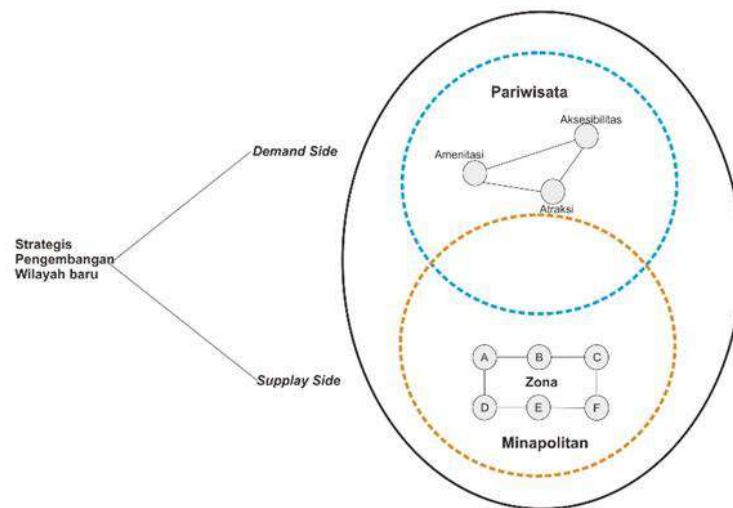 Pariwisata
Aksesibilitas
Amenitasi
Atraksi
Demand Side
Strategis
Pengembangan
Wilayah baru
Supplay Side
A B C
Zona
D E F
Minapolitan